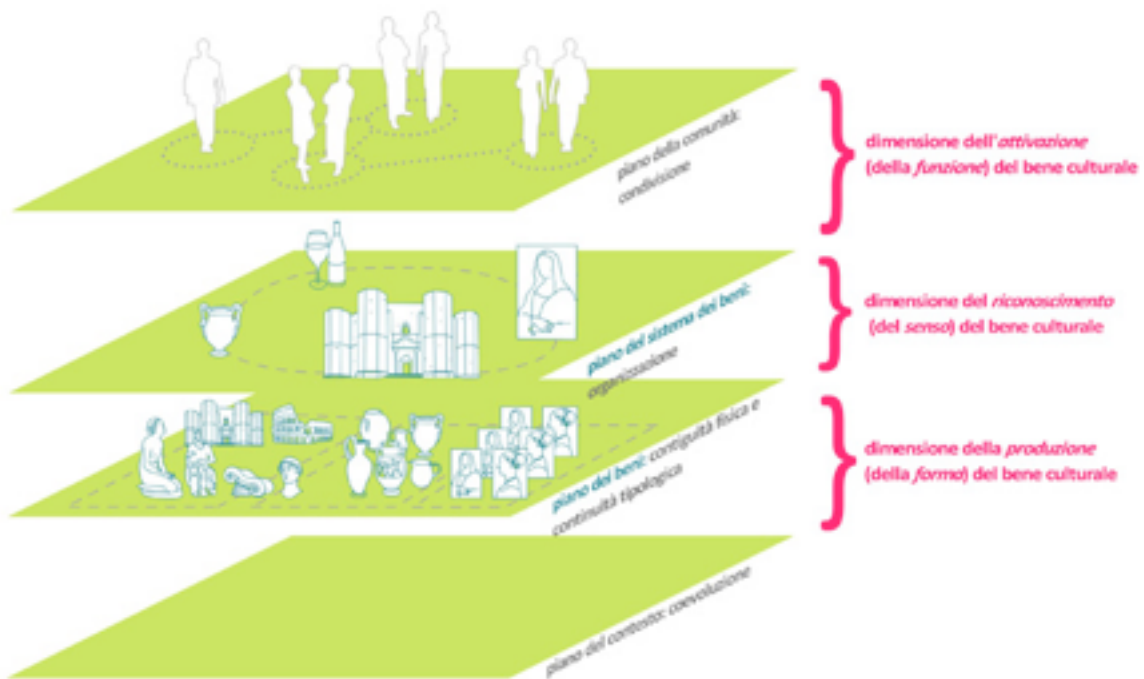 piano della comunità:
condivisione
dimensione dell'attivazione
(della funzione) del bene culturale
piano del sistema dei beni:
organizzazione
dimensione del riconoscimento
(del senso) del bene culturale
piano dei beni: contiguità fisica e
continuità tipologica
dimensione della produzione
(della forma) del bene culturale
piano del contesto: coevoluzione